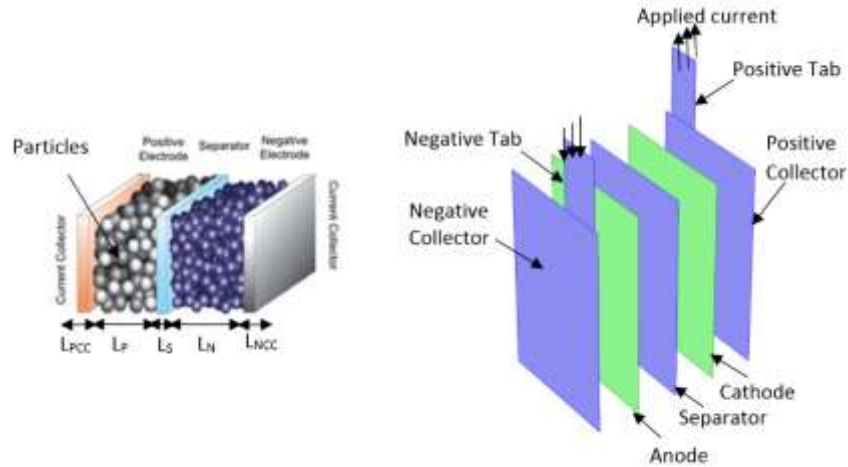 Applied current
Positive Tab
Particles
Positive
Electrode
Separator
Negative
Electrode
Negative Tab
Positive
Collector
Negative
Collector
Current Collector
Current Collector
LPCC
LP
LS
LN
LNCC
Cathode
Separator
Anode